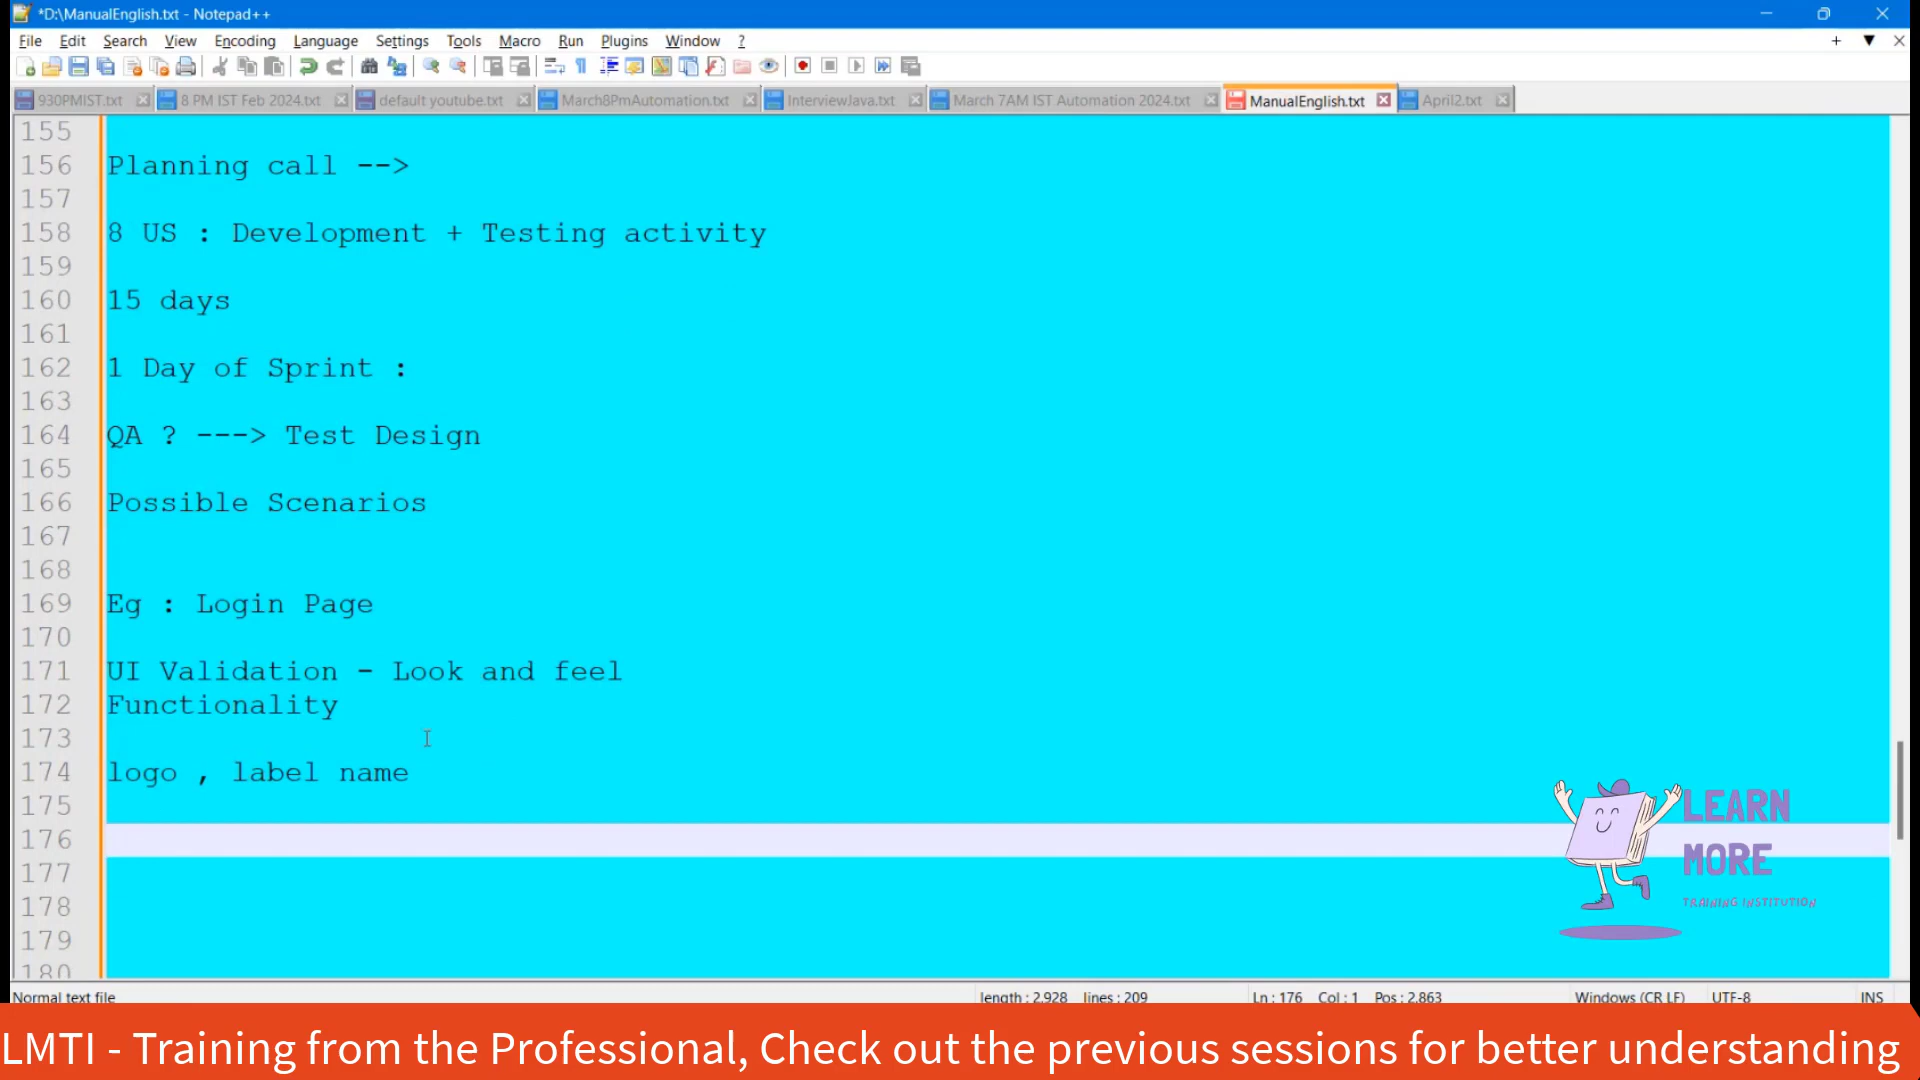 *D:\ManualEnglish.txt - Notepad++
File Edit Search View Encoding Language Settings Tools Macro Run Plugins Window ?
930PMIST.txt 8 PM IST Feb 2024.txt default youtube.txt March8PmAutomation.txt InterviewJava.txt March 7AM IST Automation 2024.txt ManualEnglish.txt April2.txt
155
156 Planning call -->
157
158 8 US : Development + Testing activity
159
160 15 days
161
162 1 Day of Sprint :
163
164 QA ? ---> Test Design
165
166 Possible Scenarios
167
168
169 Eg : Login Page
170
171 UI Validation - Look and feel
172 Functionality
173
174 logo , label name
175
176
177
178
179
180
LEARN
MORE
TRAINING INSTITUTION
Normal text file length : 2,928 lines : 209 Ln : 176 Col : 1 Pos : 2,863 Windows (CR LF) UTF-8 INS
LMTI - Training from the Professional, Check out the previous sessions for better understanding